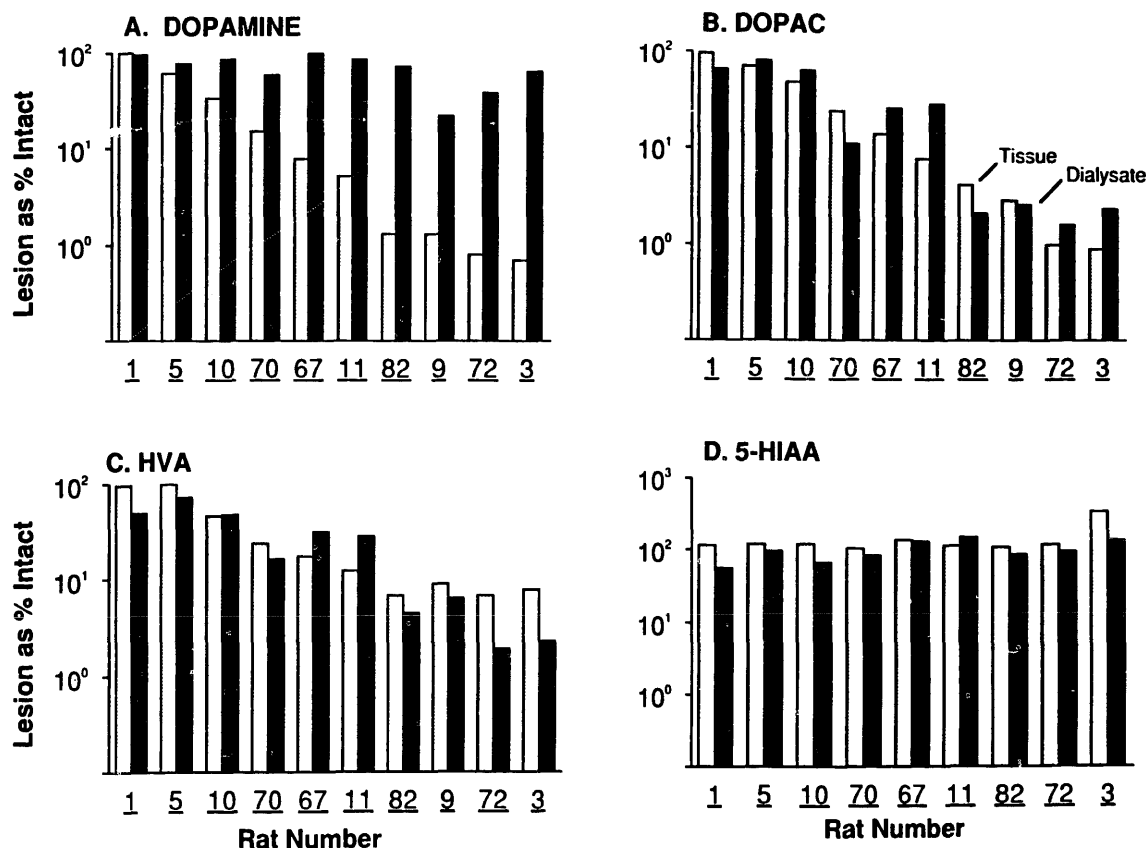 A. DOPAMINE
Lesion as % Intact
10²
10¹
10⁰
1 5 10 70 67 11 82 9 72 3
B. DOPAC
10²
10¹
10⁰
Tissue
Dialysate
1 5 10 70 67 11 82 9 72 3
C. HVA
Lesion as % Intact
10²
10¹
10⁰
1 5 10 70 67 11 82 9 72 3
Rat Number
D. 5-HIAA
10³
10²
10¹
10⁰
1 5 10 70 67 11 82 72 3
Rat Number